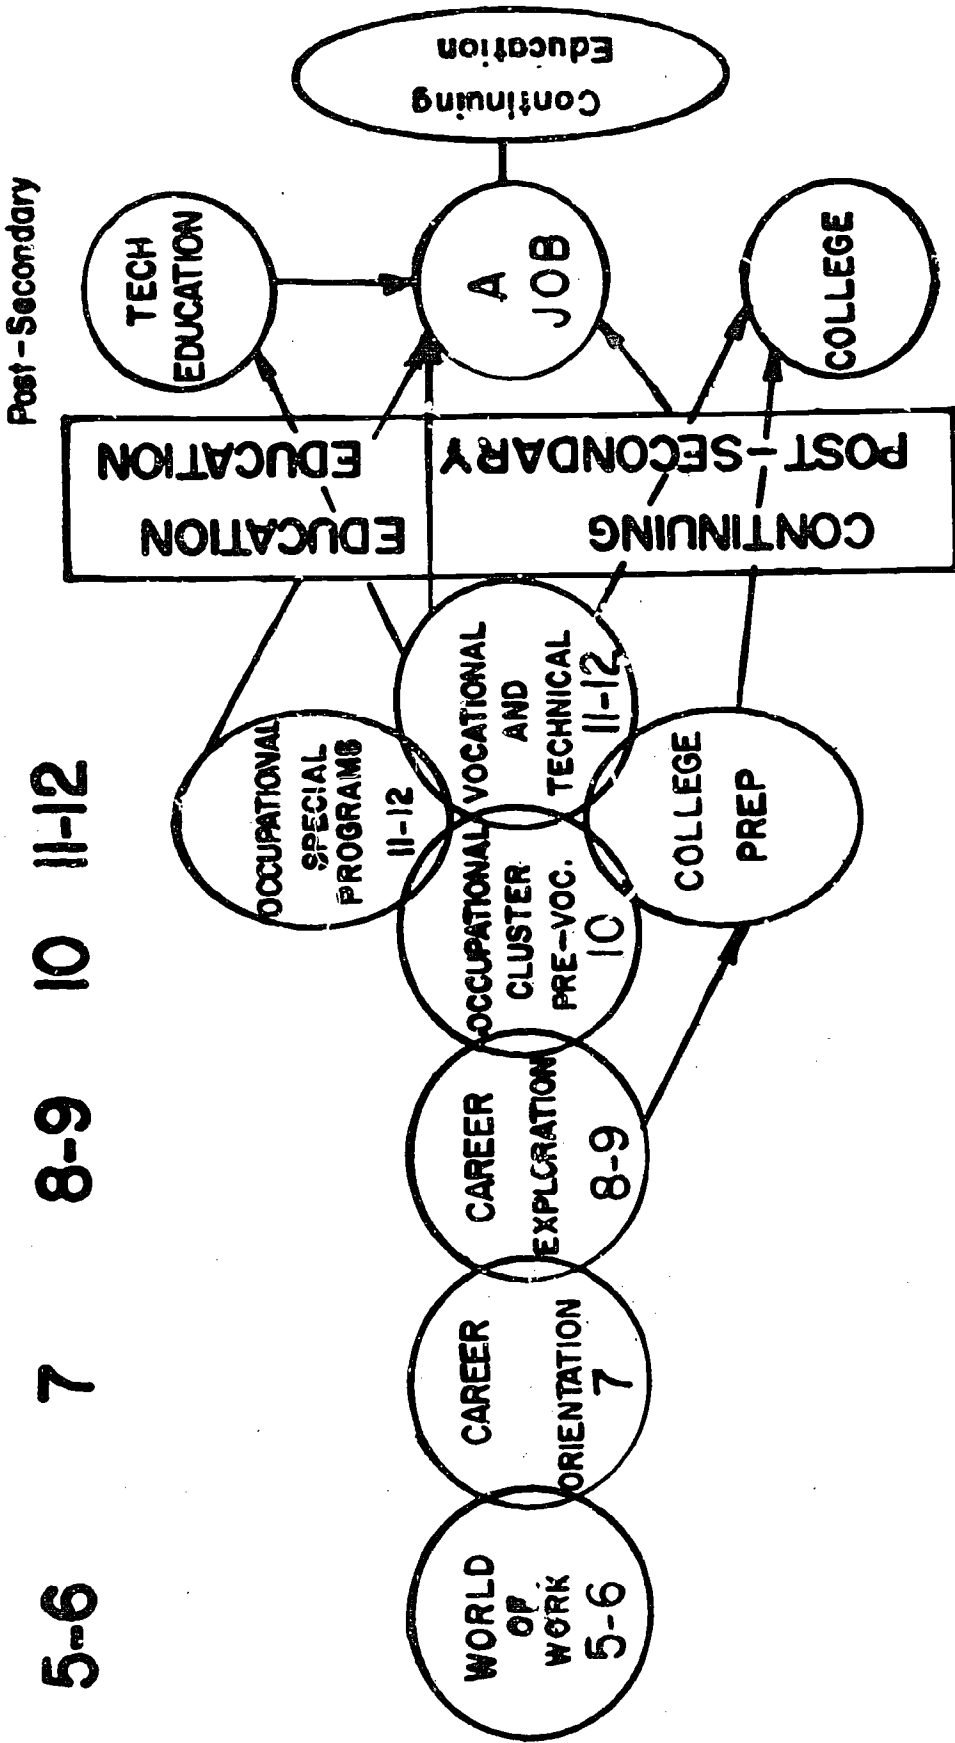 5-6
7
8-9
10
11-12
Post-Secondary
WORLD
OF
WORK
5-6
CAREER
ORIENTATION
7
CAREER
EXPLORATION
8-9
OCCUPATIONAL
CLUSTER
PRE-VOC.
10
OCCUPATIONAL
SPECIAL
PROGRAMS
11-12
VOCATIONAL
AND
TECHNICAL
11-12
COLLEGE
PREP
CONTINUING EDUCATION
POST-SECONDARY EDUCATION
TECH
EDUCATION
A
JOB
COLLEGE
Continuing
Education